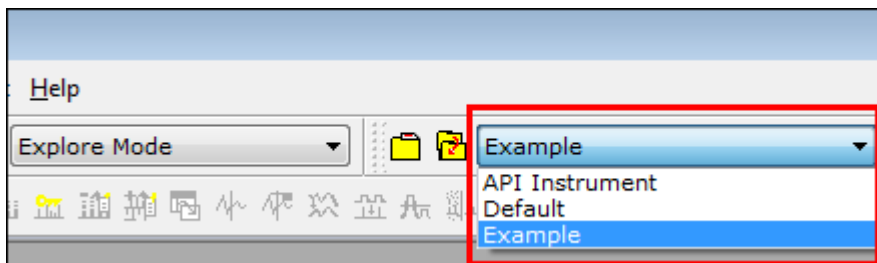 Help
Explore Mode
Example
API Instrument
Default
Example